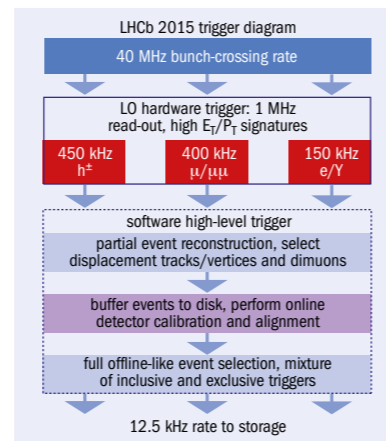 LHCb 2015 trigger diagram
40 MHz bunch-crossing rate
LO hardware trigger: 1 MHz
read-out, high E_T/P_T signatures
450 kHz
h±
400 kHz
μ/μμ
150 kHz
e/Y
software high-level trigger
partial event reconstruction, select
displacement tracks/vertices and dimuons
buffer events to disk, perform online
detector calibration and alignment
full offline-like event selection, mixture
of inclusive and exclusive triggers
12.5 kHz rate to storage